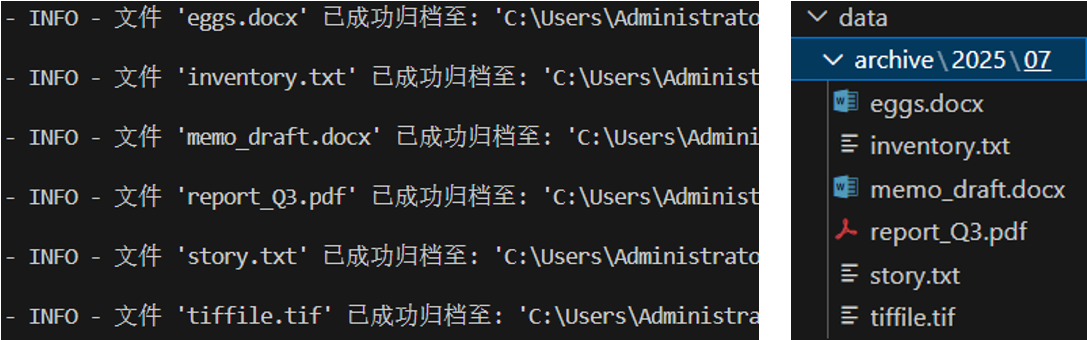 - INFO - 文件 'eggs.docx' 已成功归档至: 'C:\Users\Administrato
- INFO - 文件 'inventory.txt' 已成功归档至: 'C:\Users\Administ
- INFO - 文件 'memo_draft.docx' 已成功归档至: 'C:\Users\Admini
- INFO - 文件 'report_Q3.pdf' 已成功归档至: 'C:\Users\Administ
- INFO - 文件 'story.txt' 已成功归档至: 'C:\Users\Administrato
- INFO - 文件 'tiffile.tif' 已成功归档至: 'C:\Users\Administra
data
archive\2025\07
eggs.docx
inventory.txt
memo_draft.docx
report_Q3.pdf
story.txt
tiffile.tif